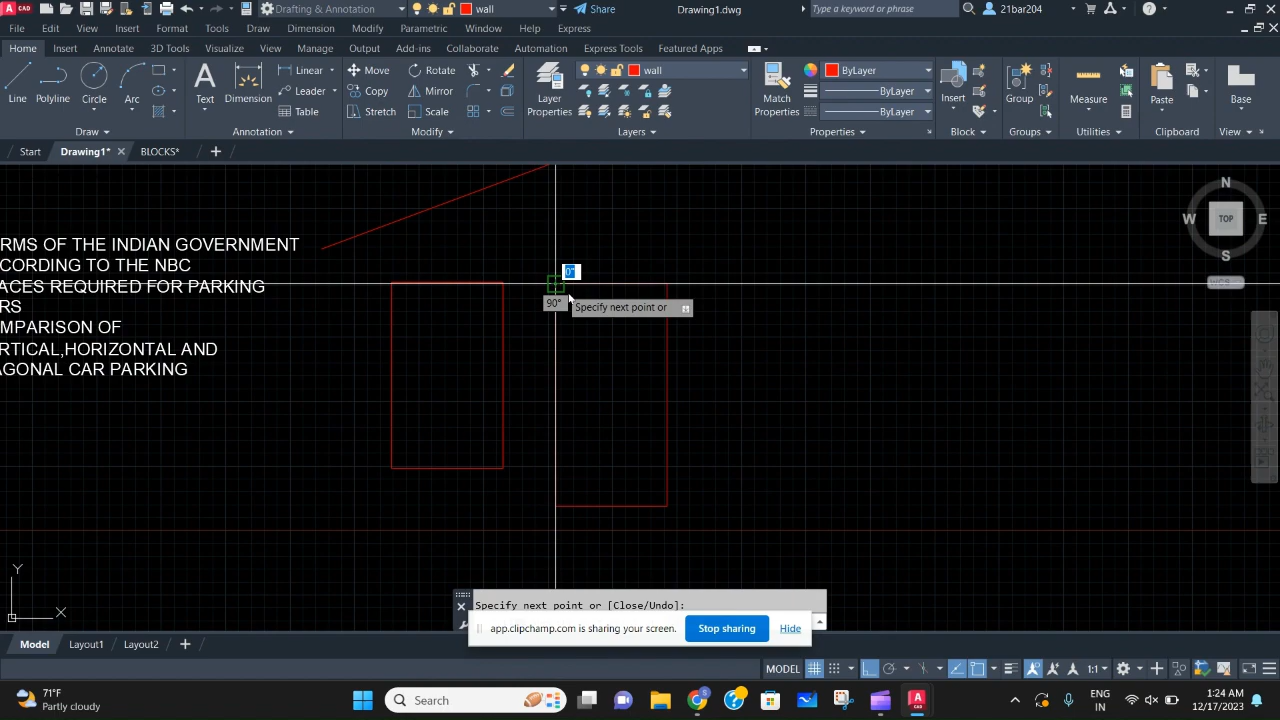 Drafting & Annotation
wall
Share
Drawing1.dwg
Type a keyword or phrase
21bar204
File Edit View Insert Format Tools Draw Dimension Modify Parametric Window Help Express
Home Insert Annotate 3D Tools Visualize View Manage Output Add-ins Collaborate Automation Express Tools Featured Apps
Line Polyline Circle Arc
Text Dimension
Linear
Leader
Table
Move Rotate
Copy Mirror
Stretch Scale
Layer
Properties
wall
Match
Properties
ByLayer
ByLayer
ByLayer
Insert
Group
Measure
Paste
Base
Draw Annotation Modify Layers Properties Block Groups Utilities Clipboard View
Start Drawing1* BLOCKS*
N
W TOP E
S
WCS
RMS OF THE INDIAN GOVERNMENT
CORDING TO THE NBC
ACES REQUIRED FOR PARKING
RS
MPARISON OF
RTICAL,HORIZONTAL AND
AGONAL CAR PARKING
0"
90°
Specify next point or
Y
X
Specify next point or [Close/Undo]:
app.clipchamp.com is sharing your screen. Stop sharing Hide
Model Layout1 Layout2
MODEL 1:1
71°F
Partly cloudy
Search
ENG
IN
1:24 AM
12/17/2023